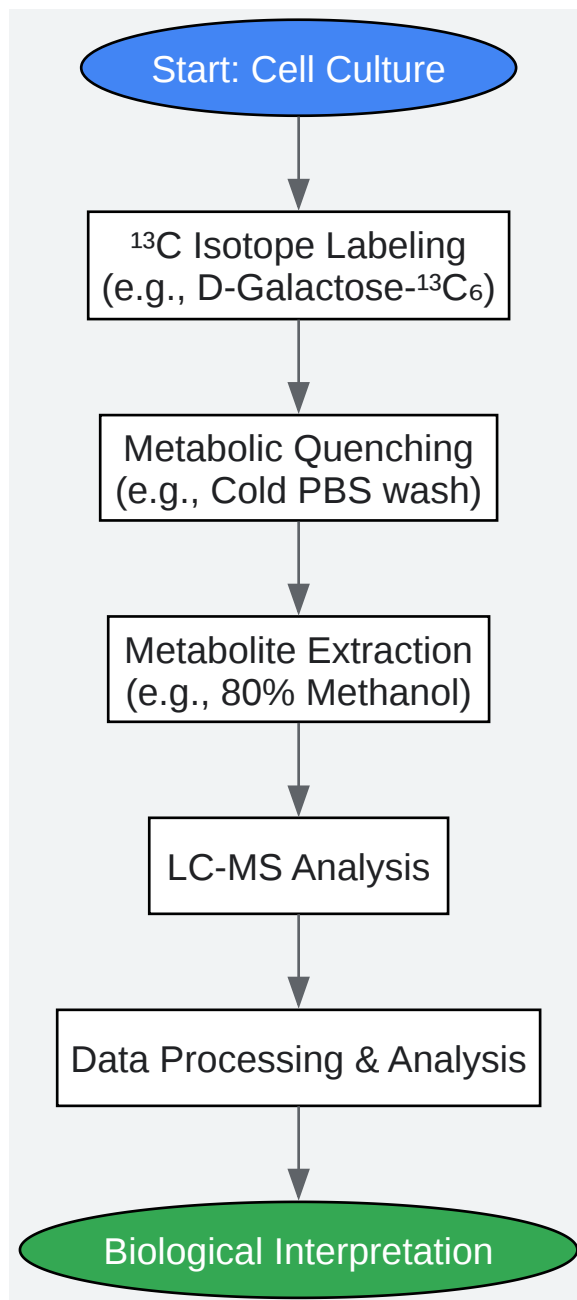 Start: Cell Culture
¹³C Isotope Labeling
(e.g., D-Galactose-¹³C₆)
Metabolic Quenching
(e.g., Cold PBS wash)
Metabolite Extraction
(e.g., 80% Methanol)
LC-MS Analysis
Data Processing & Analysis
Biological Interpretation